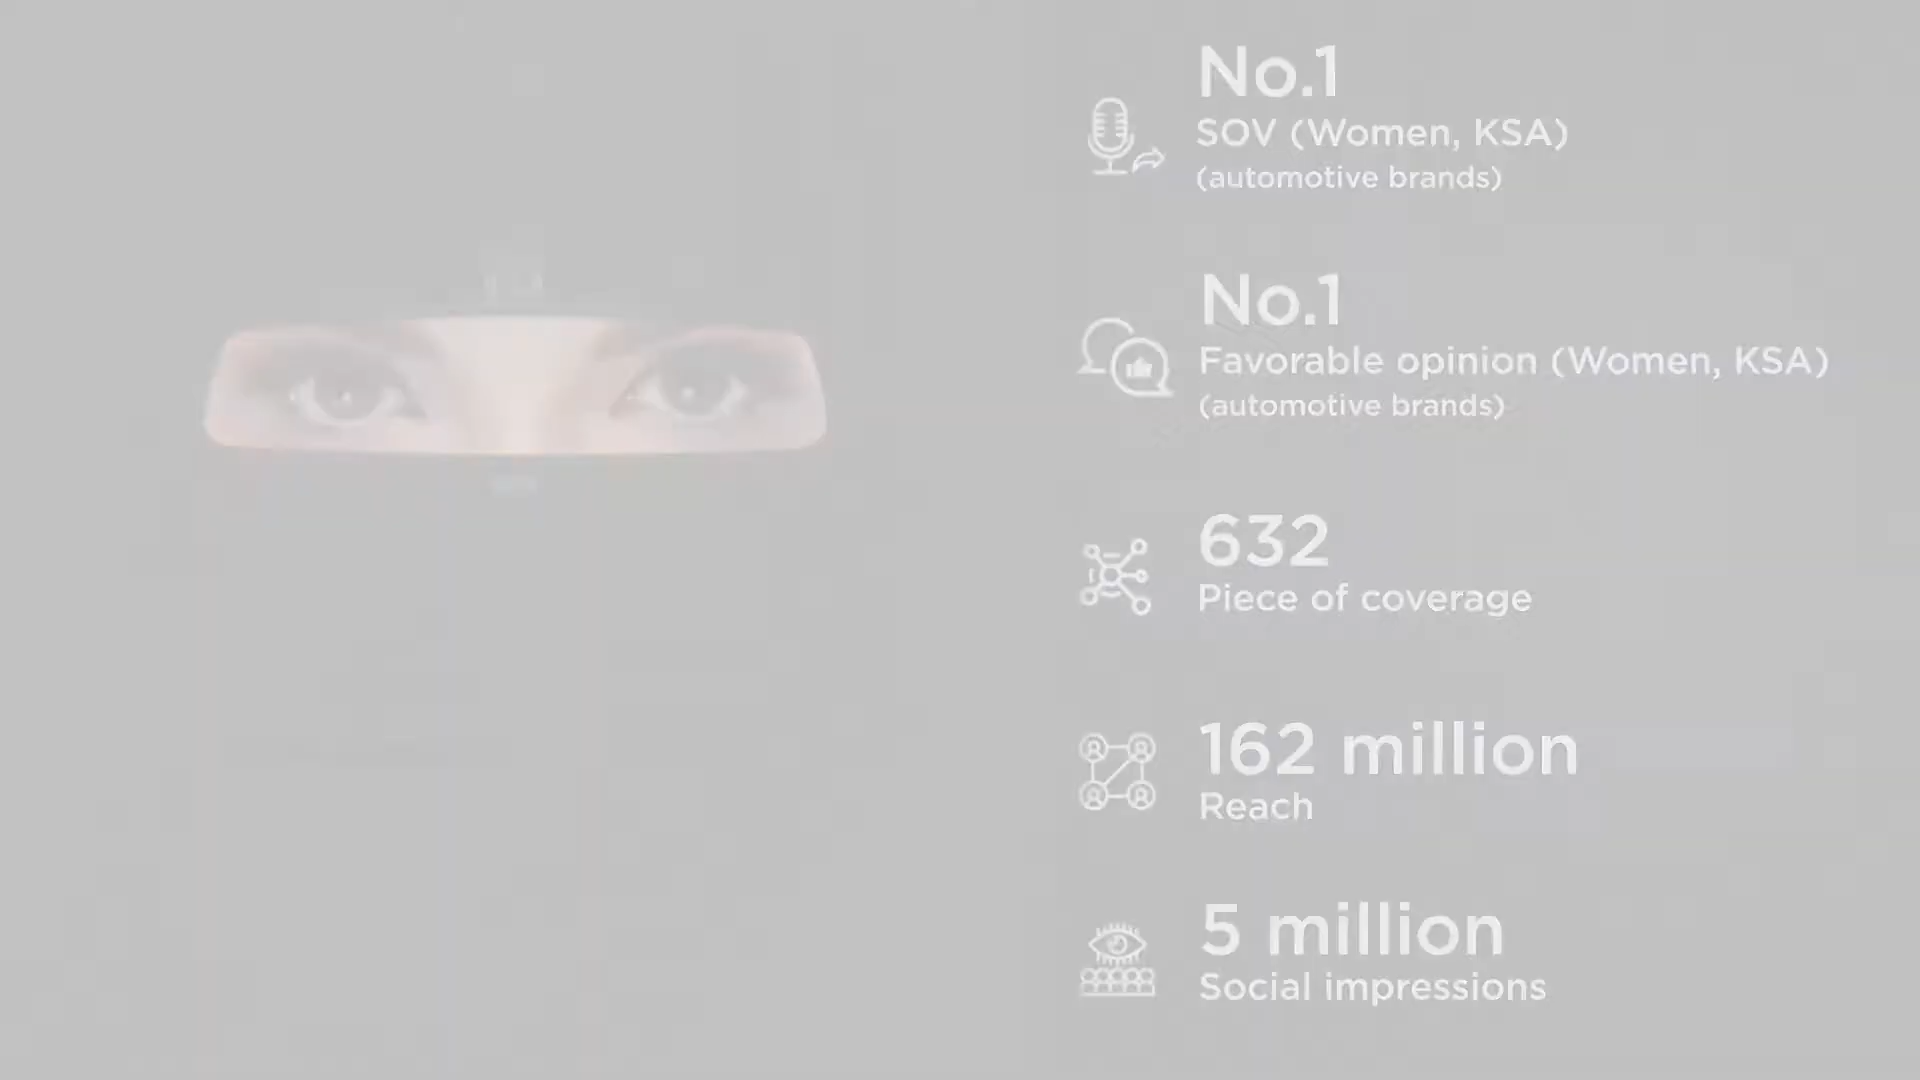 No.1
SOV (Women, KSA)
(automotive brands)
No.1
Favorable opinion (Women, KSA)
(automotive brands)
632
Piece of coverage
162 million
Reach
5 million
Social impressions